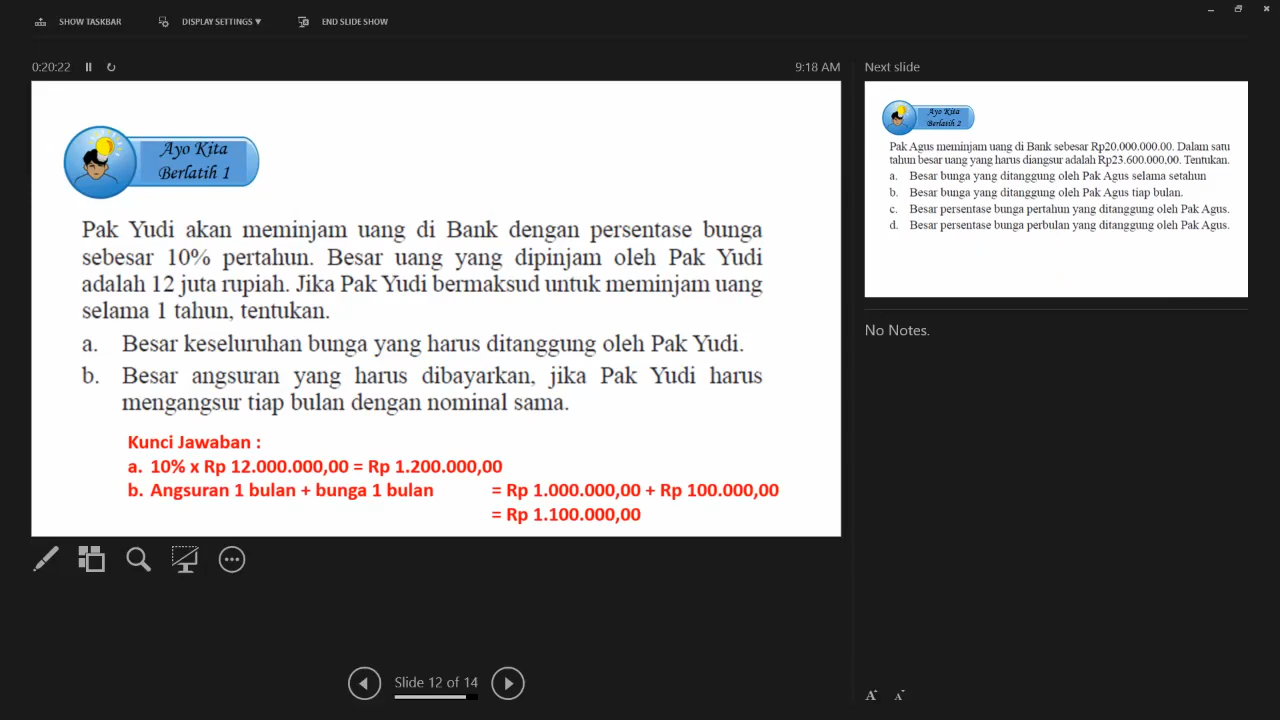 SHOW TASKBAR
DISPLAY SETTINGS ▼
END SLIDE SHOW
0:20:22
9:18 AM
Ayo Kita
Berlatih 1
Pak Yudi akan meminjam uang di Bank dengan persentase bunga
sebesar 10% pertahun. Besar uang yang dipinjam oleh Pak Yudi
adalah 12 juta rupiah. Jika Pak Yudi bermaksud untuk meminjam uang
selama 1 tahun, tentukan.
a. Besar keseluruhan bunga yang harus ditanggung oleh Pak Yudi.
b. Besar angsuran yang harus dibayarkan, jika Pak Yudi harus
mengangsur tiap bulan dengan nominal sama.
Kunci Jawaban :
a. 10% x Rp 12.000.000,00 = Rp 1.200.000,00
b. Angsuran 1 bulan + bunga 1 bulan = Rp 1.000.000,00 + Rp 100.000,00
= Rp 1.100.000,00
Slide 12 of 14
Next slide
Ayo Kita
Berlatih 2
Pak Agus meminjam uang di Bank sebesar Rp20.000.000.00. Dalam satu
tahun besar uang yang harus diangsur adalah Rp23.600.000.00. Tentukan.
a. Besar bunga yang ditanggung oleh Pak Agus selama setahun
b. Besar bunga yang ditanggung oleh Pak Agus tiap bulan.
c. Besar persentase bunga pertahun yang ditanggung oleh Pak Agus.
d. Besar persentase bunga perbulan yang ditanggung oleh Pak Agus.
No Notes.
A A